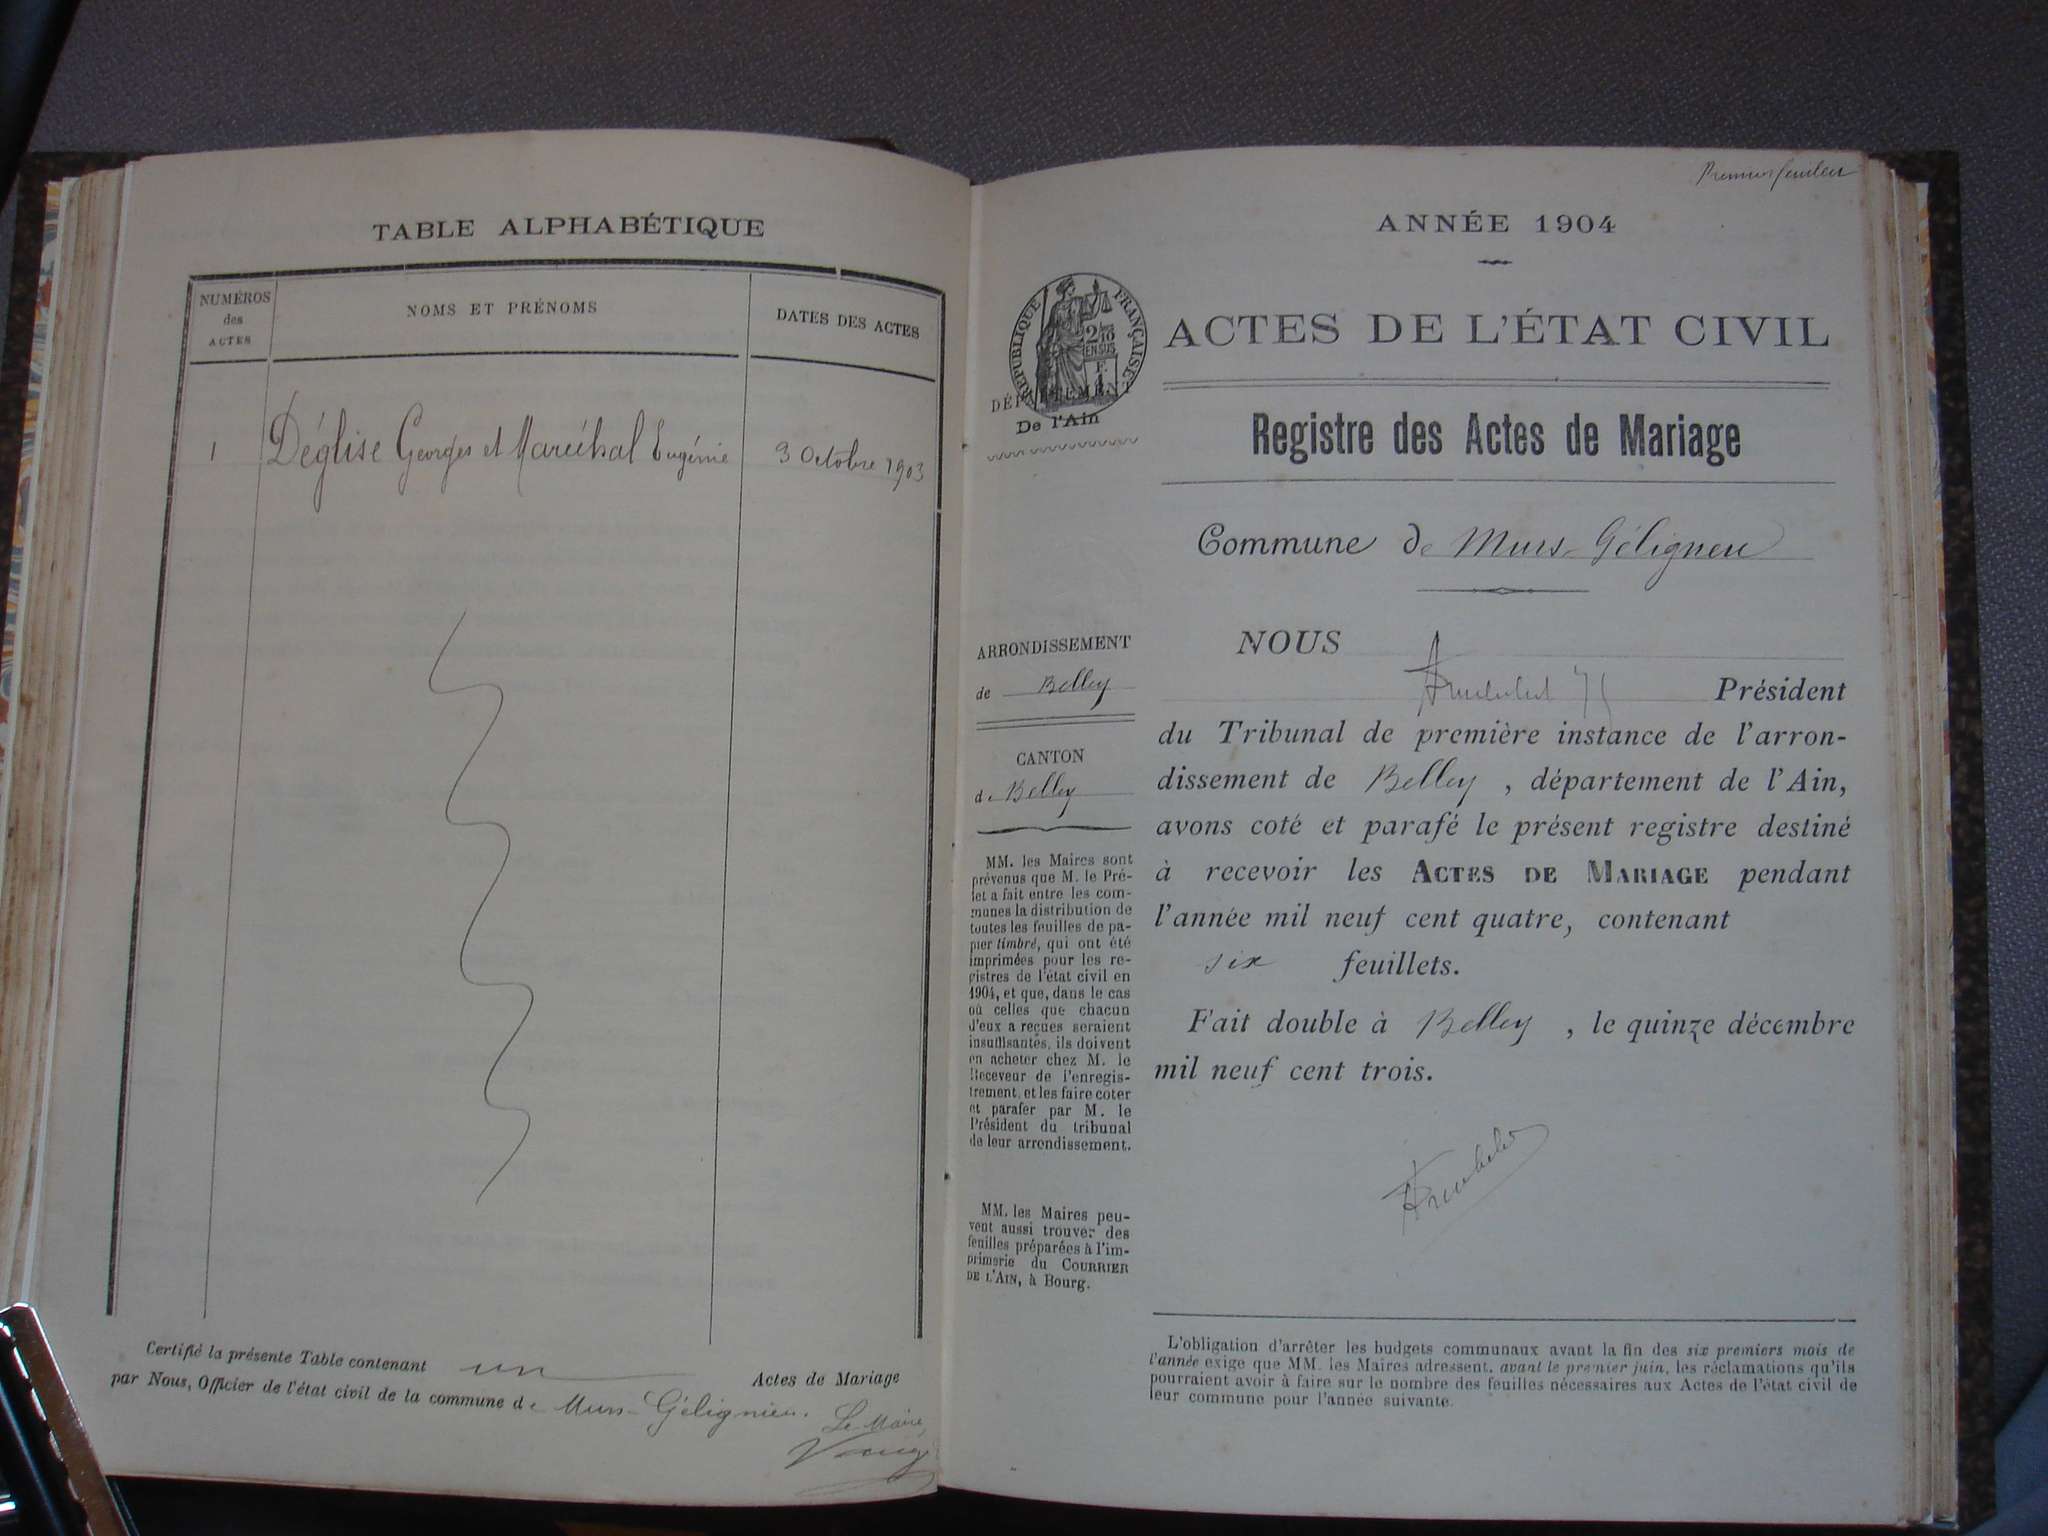 TABLE ALPHABÉTIQUE
NUMÉROS
des
ACTES
NOMS ET PRÉNOMS
DATES DES ACTES
1 Déglise Georges et Maréchal Eugénie 3 Octobre 1903
Certifié la présente Table contenant un Actes de Mariage
par Nous, Officier de l'état civil de la commune de Murs-Gélignieu.
Le Maire,
Premier feuillet
ANNÉE 1904
RÉPUBLIQUE FRANÇAISE
2/10
EN SUS
DÉPARTEMENT
De l'Ain
ACTES DE L'ÉTAT CIVIL
Registre des Actes de Mariage
Commune de Murs-Gélignieu
ARRONDISSEMENT
de Belley
CANTON
de Belley
MM. les Maires sont
prévenus que M. le Pré-
fet a fait entre les com-
munes la distribution de
toutes les feuilles de pa-
pier timbré, qui ont été
imprimées pour les re-
gistres de l'état civil en
1904, et que, dans le cas
où celles que chacun
d'eux a reçues seraient
insuffisantes, ils doivent
en acheter chez M. le
Receveur de l'enregis-
trement, et les faire coter
et parafer par M. le
Président du tribunal
de leur arrondissement.
MM. les Maires peu-
vent aussi trouver des
feuilles préparées à l'im-
primerie du COURRIER
DE L'AIN, à Bourg.
NOUS
Président
du Tribunal de première instance de l'arron-
dissement de Belley, département de l'Ain,
avons coté et parafé le présent registre destiné
à recevoir les ACTES DE MARIAGE pendant
l'année mil neuf cent quatre, contenant
six feuillets.
Fait double à Belley, le quinze décembre
mil neuf cent trois.
L'obligation d'arrêter les budgets communaux avant la fin des six premiers mois de
l'année exige que MM. les Maires adressent, avant le premier juin, les réclamations qu'ils
pourraient avoir à faire sur le nombre des feuilles nécessaires aux Actes de l'état civil de
leur commune pour l'année suivante.